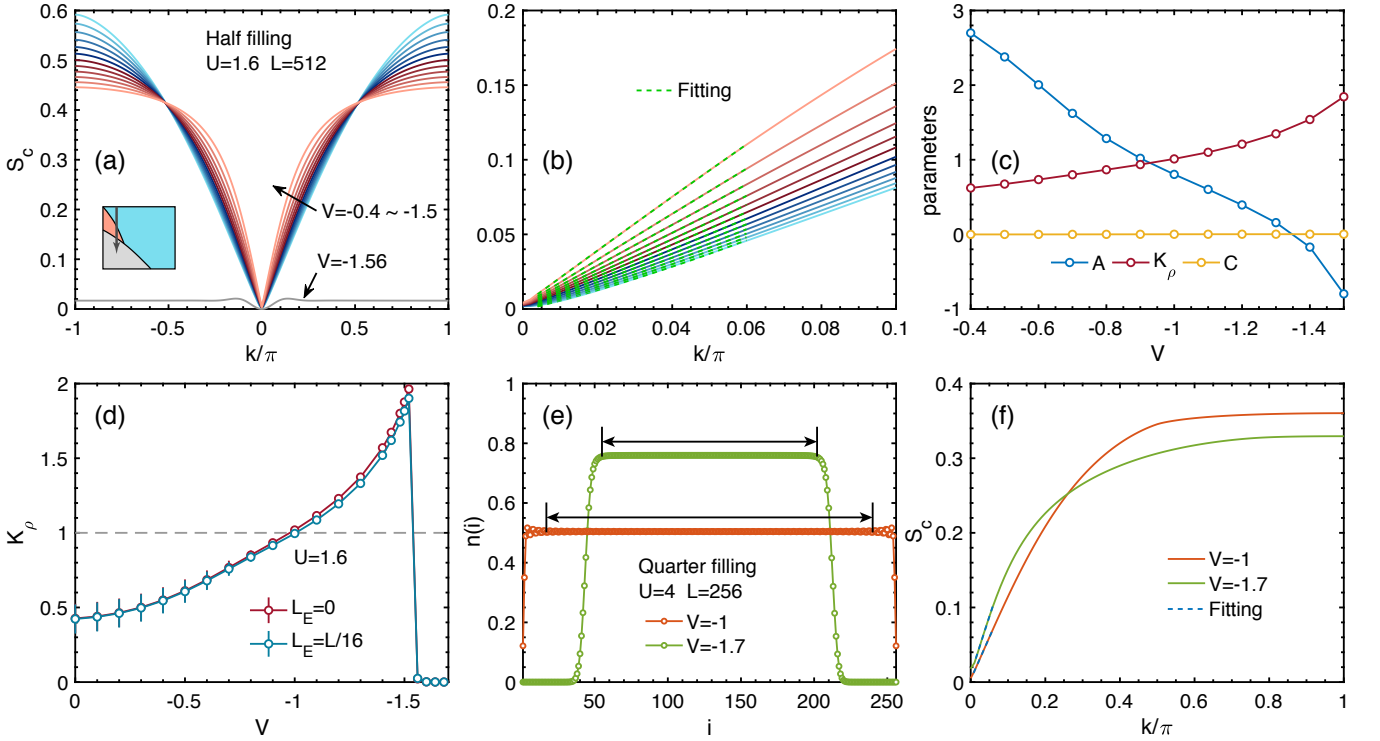 0.6
0.5
0.4
0.3
0.2
0.1
0
S_c
Half filling
U=1.6 L=512
(a)
V=-0.4 ~ -1.5
V=-1.56
-1 -0.5 0 0.5 1
k/π
0.2
0.15
0.1
0.05
0
Fitting
(b)
0 0.02 0.04 0.06 0.08 0.1
k/π
3
2
1
0
-1
parameters
(c)
A K_ρ C
-0.4 -0.6 -0.8 -1 -1.2 -1.4
V
2
1.5
1
0.5
0
K_ρ
(d)
U=1.6
L_E=0
L_E=L/16
0 -0.5 -1 -1.5
V
1
0.8
0.6
0.4
0.2
0
n(i)
(e)
Quarter filling
U=4 L=256
V=-1
V=-1.7
50 100 150 200 250
i
0.4
0.3
0.2
0.1
0
S_c
(f)
V=-1
V=-1.7
Fitting
0 0.2 0.4 0.6 0.8 1
k/π